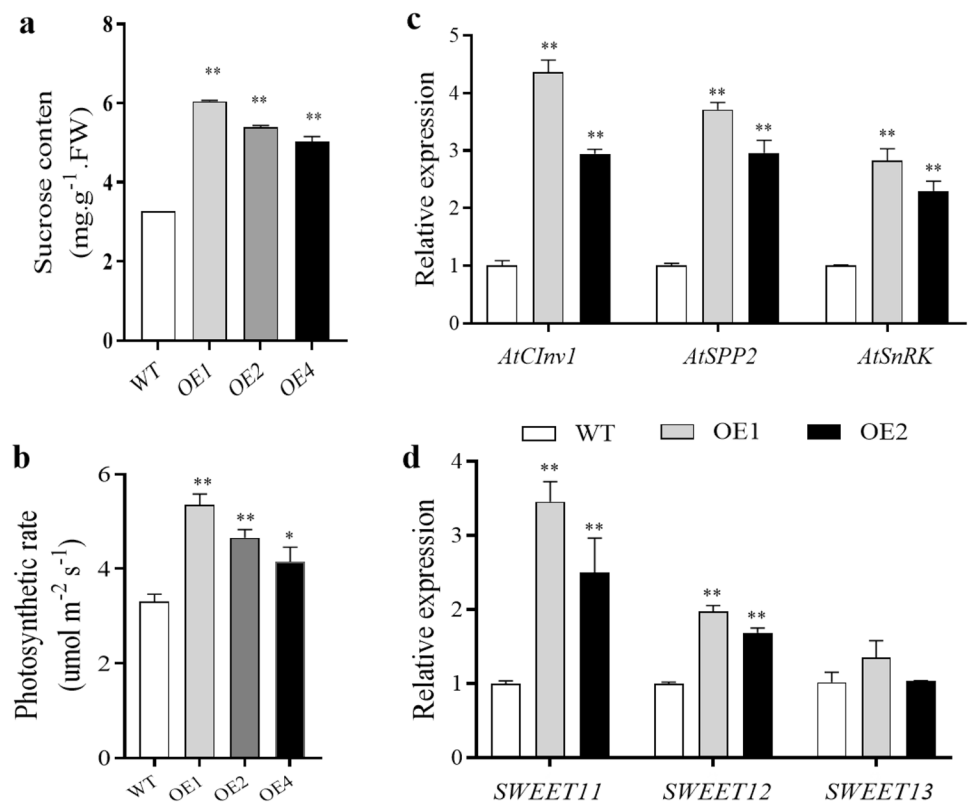 a
8
6
4
2
0
Sucrose conten
(mg.g-1.FW)
**
**
**
WT
OE1
OE2
OE4
c
5
4
3
2
1
0
Relative expression
**
**
**
**
**
**
AtCInv1
AtSPP2
AtSnRK
WT
OE1
OE2
b
6
4
2
0
Photosynthetic rate
(umol m-2 s-1)
**
**
*
WT
OE1
OE2
OE4
d
4
3
2
1
0
Relative expression
**
**
**
**
SWEET11
SWEET12
SWEET13